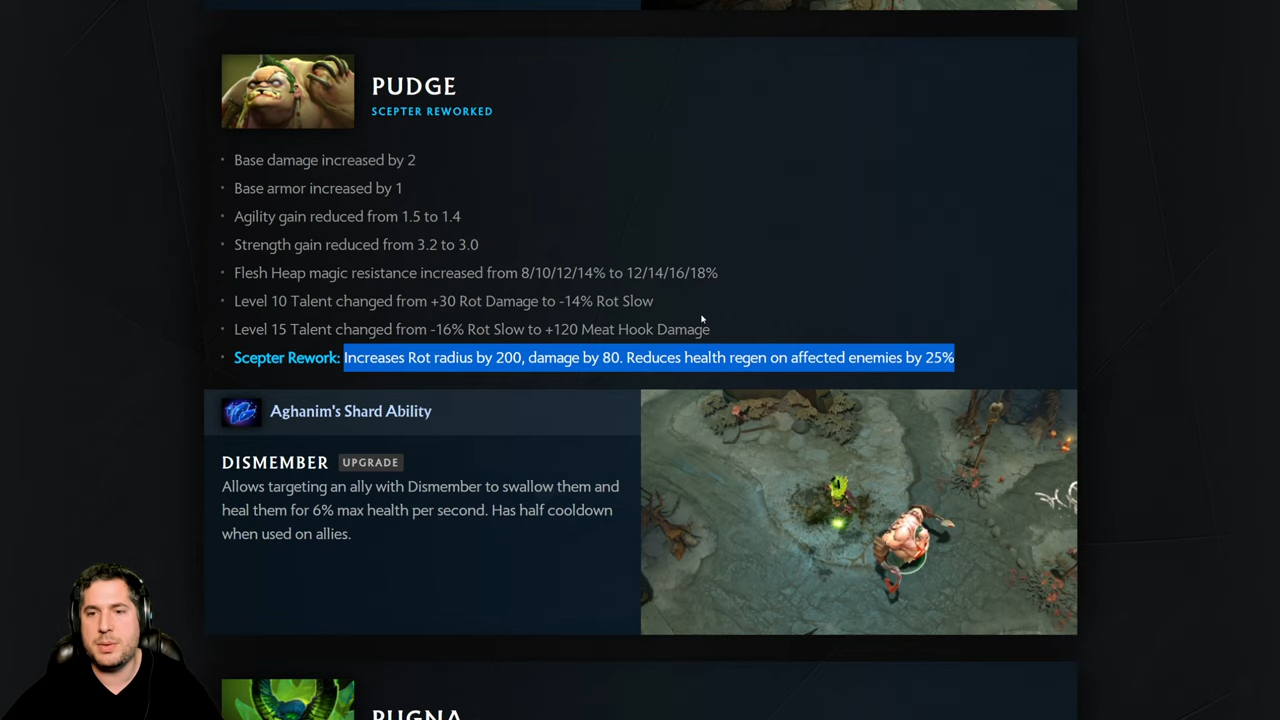 PUDGE
SCEPTER REWORKED
• Base damage increased by 2
• Base armor increased by 1
• Agility gain reduced from 1.5 to 1.4
• Strength gain reduced from 3.2 to 3.0
• Flesh Heap magic resistance increased from 8/10/12/14% to 12/14/16/18%
• Level 10 Talent changed from +30 Rot Damage to -14% Rot Slow
• Level 15 Talent changed from -16% Rot Slow to +120 Meat Hook Damage
• Scepter Rework: Increases Rot radius by 200, damage by 80. Reduces health regen on affected enemies by 25%
Aghanim's Shard Ability
DISMEMBER UPGRADE
Allows targeting an ally with Dismember to swallow them and
heal them for 6% max health per second. Has half cooldown
when used on allies.
PUGNA